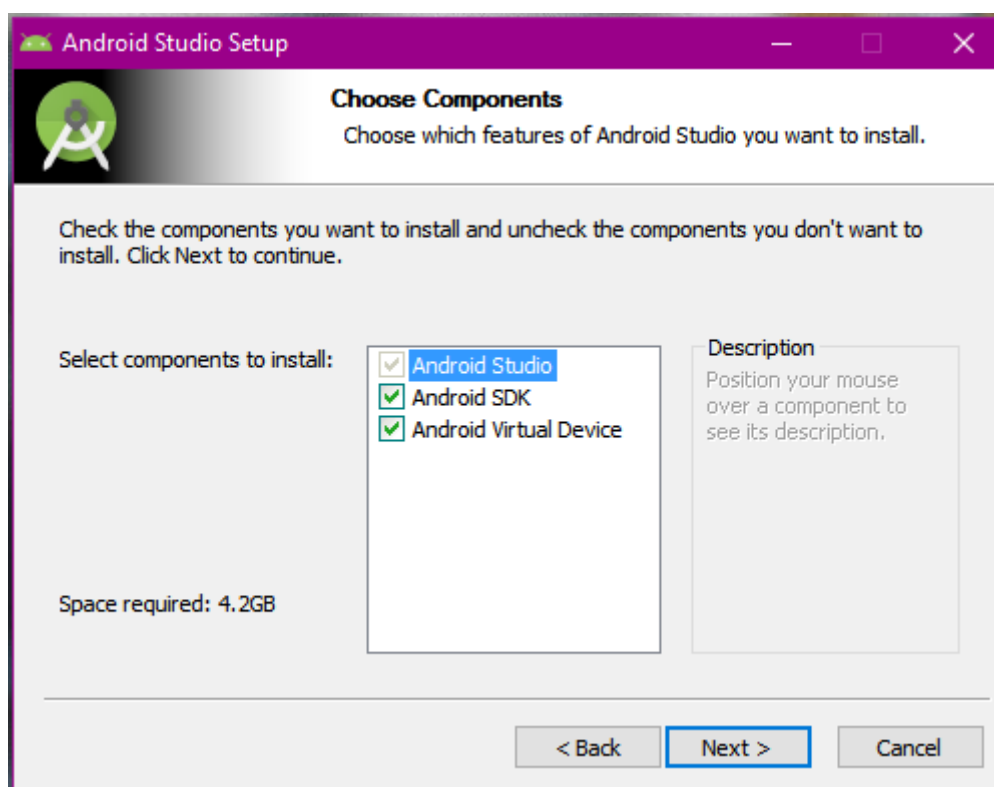 Android Studio Setup
Choose Components
Choose which features of Android Studio you want to install.
Check the components you want to install and uncheck the components you don't want to
install. Click Next to continue.
Select components to install:
Android Studio
Android SDK
Android Virtual Device
Description
Position your mouse
over a component to
see its description.
Space required: 4.2GB
< Back
Next >
Cancel